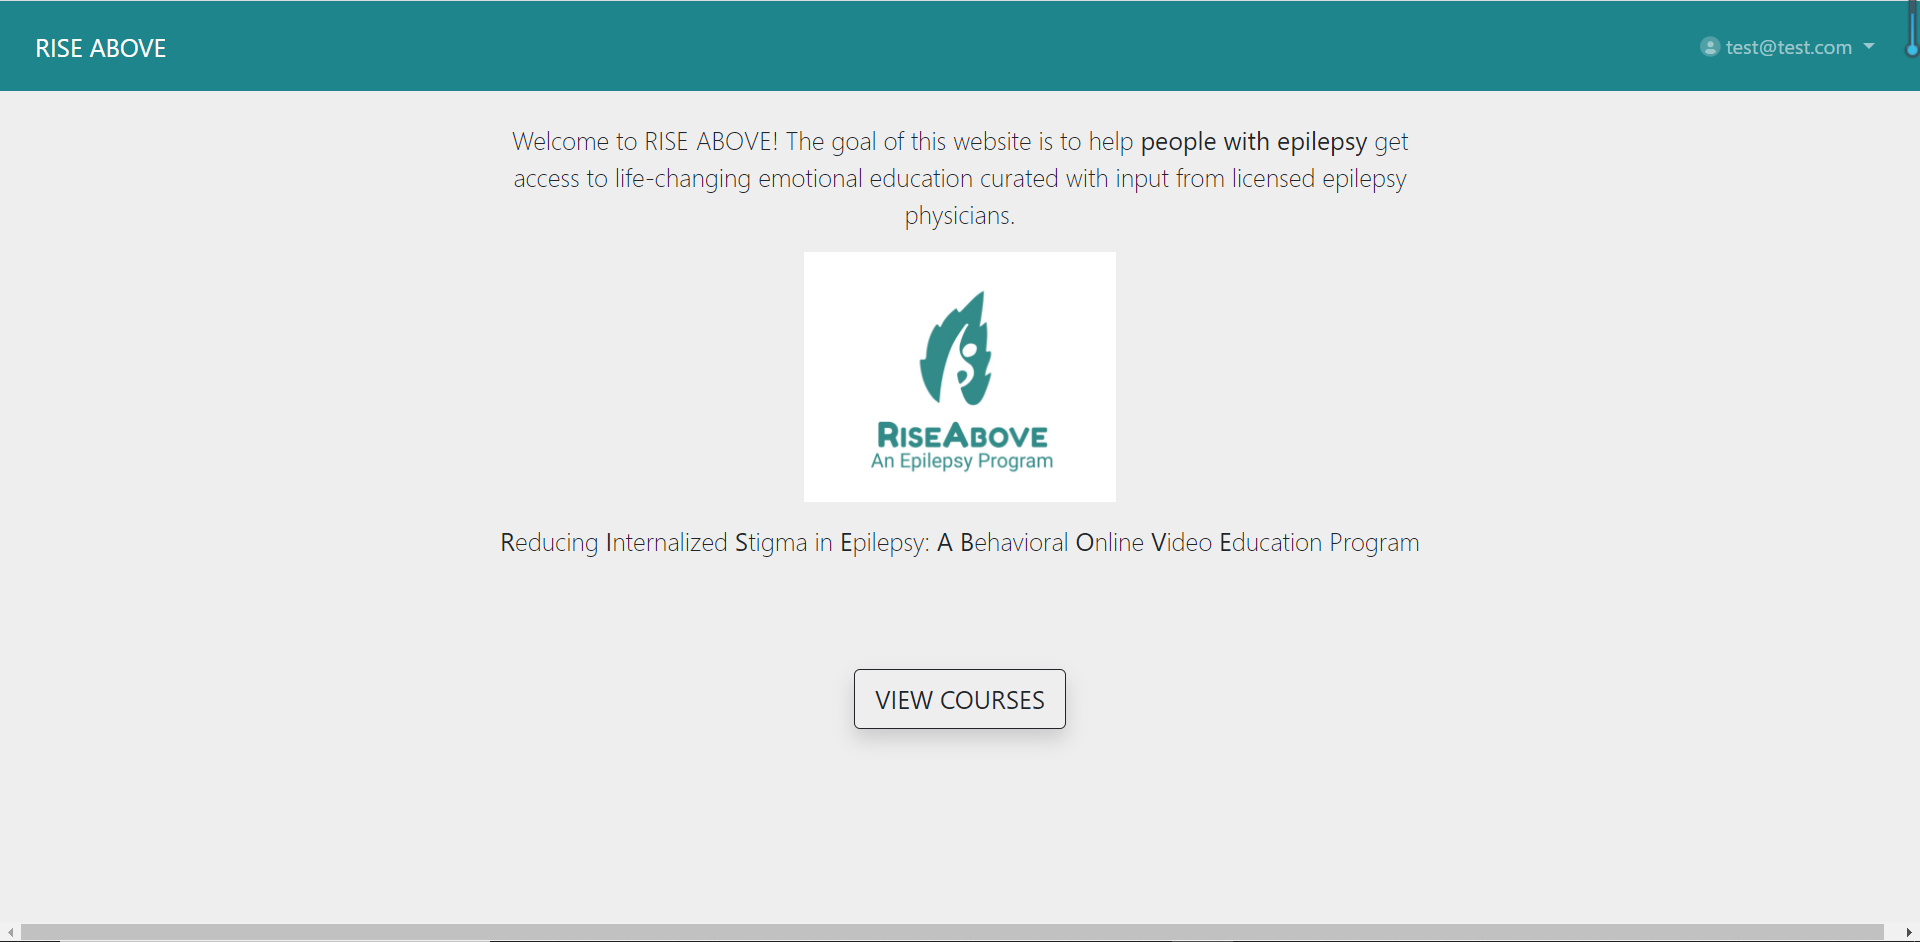 RISE ABOVE
test@test.com
Welcome to RISE ABOVE! The goal of this website is to help people with epilepsy get
access to life-changing emotional education curated with input from licensed epilepsy
physicians.
RISEABOVE
An Epilepsy Program
Reducing Internalized Stigma in Epilepsy: A Behavioral Online Video Education Program
VIEW COURSES